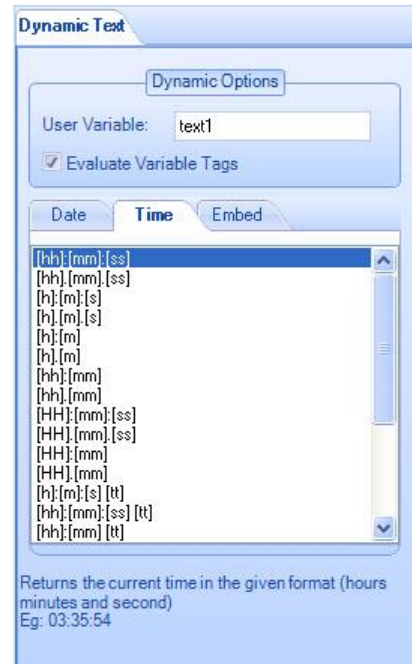 Dynamic Text
Dynamic Options
User Variable: text1
Evaluate Variable Tags
Date Time Embed
[hh]:[mm]:[ss]
[hh].[mm].[ss]
[h]:[m]:[s]
[h].[m].[s]
[h]:[m]
[h].[m]
[hh]:[mm]
[hh].[mm]
[HH]:[mm]:[ss]
[HH].[mm].[ss]
[HH]:[mm]
[HH].[mm]
[h]:[m]:[s] [tt]
[hh]:[mm]:[ss] [tt]
[hh]:[mm] [tt]
Returns the current time in the given format (hours
minutes and second)
Eg: 03:35:54